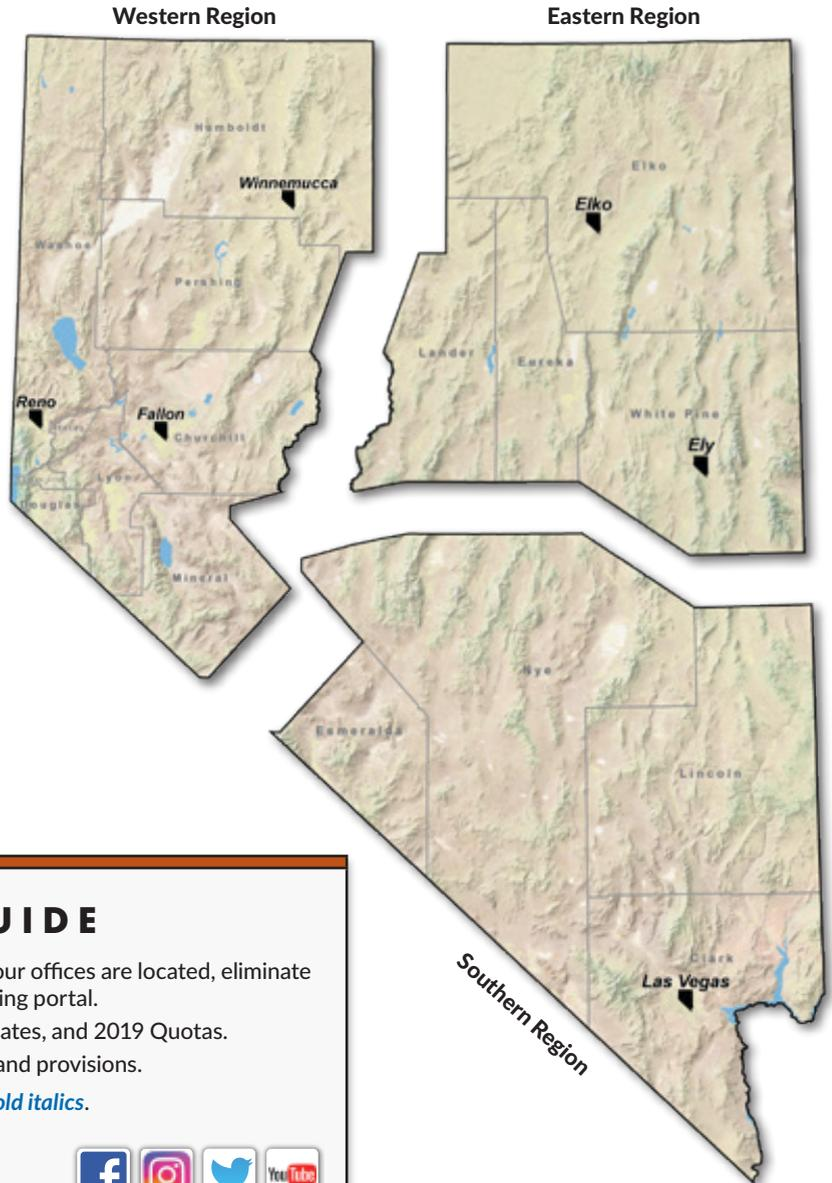 Western Region
Eastern Region
Humboldt
Winnemucca
Washoe
Pershing
Reno
Fallon
Churchill
Lyon
Douglas
Mineral
Elko
Elko
Lander
Eureka
White Pine
Ely
Nye
Esmeralda
Lincoln
Clark
Las Vegas
Southern Region
UIDE
our offices are located, eliminate
ing portal.
ates, and 2019 Quotas.
and provisions.
old italics.
f
You Tube